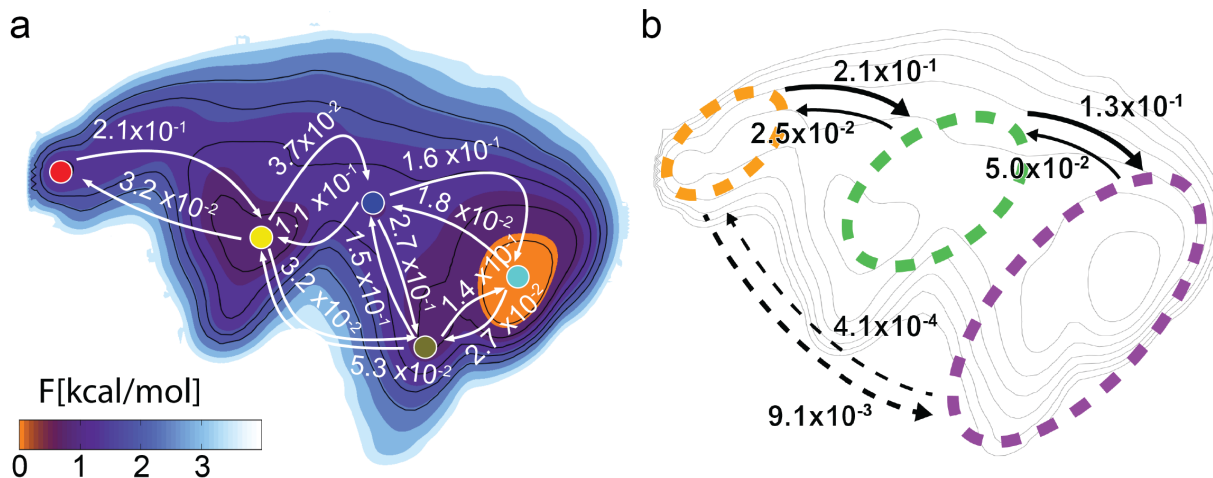 a
2.1x10⁻¹
3.2 x10⁻²
3.7x10⁻²
1.1 x10⁻¹
1.6 x10⁻¹
1.8 x10⁻²
2.7 x10⁻¹
1.5 x10⁻¹
1.4 x10⁻¹
2.7 x10⁻²
3.2 x10⁻²
5.3 x10⁻²
F[kcal/mol]
0 1 2 3
b
2.1x10⁻¹
2.5x10⁻²
1.3x10⁻¹
5.0x10⁻²
4.1x10⁻⁴
9.1x10⁻³